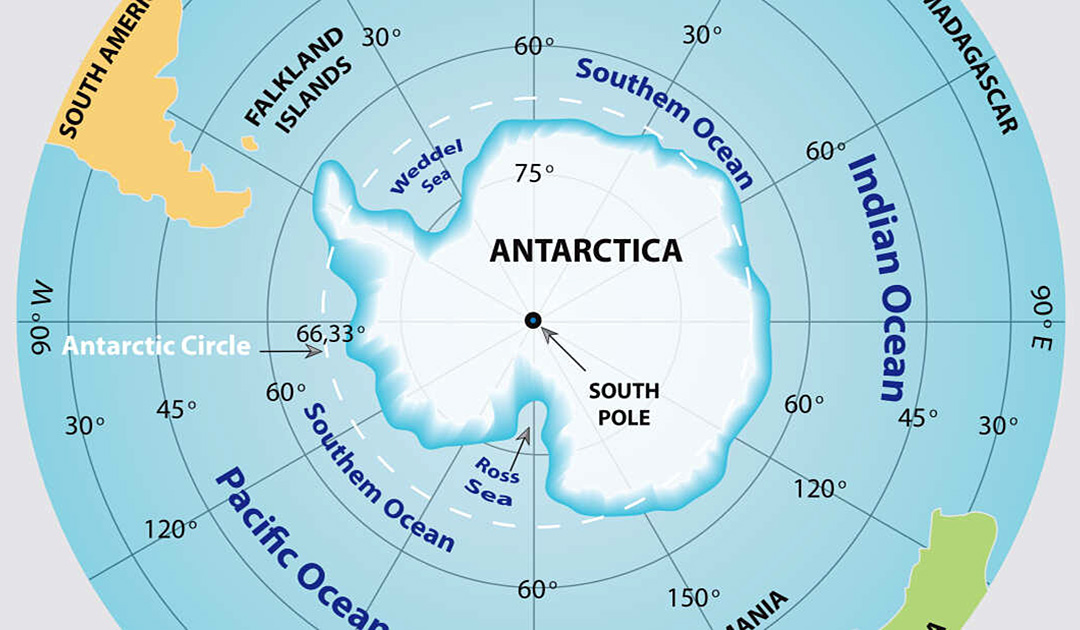 SOUTH AMERI
FALKLAND
ISLANDS
30°
60°
30°
MADAGASCAR
Southem Ocean
60°
Weddel
Sea
75°
Indian Ocean
ANTARCTICA
90° W
90° E
66,33°
Antarctic Circle
SOUTH
POLE
60°
45°
30°
60°
45°
30°
Southem Ocean
Ross
Sea
Pacific Ocean
120°
120°
60°
150°
MANIA
A